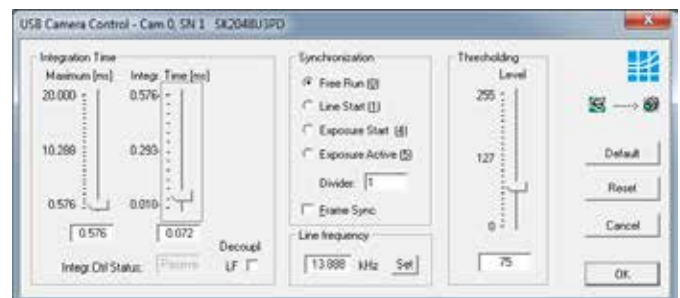 USB Camera Control - Cam 0, SN 1 SK2048U3PD
Integration Time
Maximum [ms] Integr. Time [ms]
20.000 0.576
10.288 0.293
0.576 0.010
0.576 0.072
Decoupl.
Integr.Ctrl Status: LF
Synchronization
Free Run (0)
Line Start (1)
Exposure Start (4)
Exposure Active (5)
Divider: 1
Frame Sync
Line frequency
13.888 kHz Set
Thresholding
Level
255
127
0
75
Default
Reset
Cancel
OK